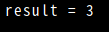 result = 3